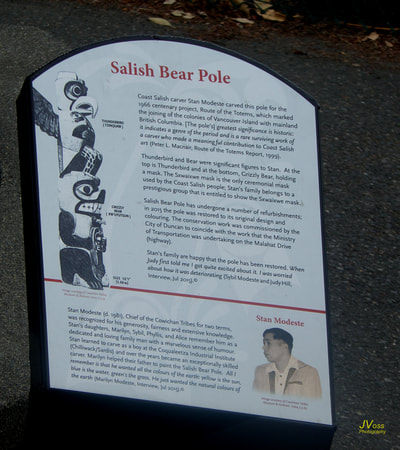 Salish Bear Pole
Coast Salish carver Stan Modeste carved this pole for the
1966 centenary project, Route of the Totems, which marked
the joining of the colonies of Vancouver Island with mainland
British Columbia. [The pole's] greatest significance is historic:
it indicates a genre of the period and is a rare surviving work of
a carver who made a meaningful contribution to Coast Salish
art (Peter L. Macnair, Route of the Totems Report, 1999).
THUNDERBIRD
Thunderbird and Bear were significant figures to Stan. At the
top is Thunderbird and at the bottom, Grizzly Bear, holding
a mask. The Sxwaixwe mask is the only ceremonial mask
used by the Coast Salish people; Stan's family belongs to a
prestigious group that is entitled to show the Sxwaixwe mask.
GRIZZLY
BEAR
Salish Bear Pole has undergone a number of refurbishments;
in 2015 the pole was restored to its original design and
colouring. The conservation work was commissioned by the
City of Duncan to coincide with the work that the Ministry
of Transportation was undertaking on the Malahat Drive
(highway).
Stan's family are happy that the pole has been restored. When
Judy first told me I got quite excited about it. I was worried
about how it was deteriorating (Sybil Modeste and Judy Hill,
Interview, Jul 2015).
Stan Modeste (d. 1981), Chief of the Cowichan Tribes for two terms,
was recognized for his generosity, fairness and extensive knowledge.
Stan's daughters, Marilyn, Sybil, Phyllis, and Alice remember him as a
dedicated and loving family man with a marvelous sense of humour.
Stan learned to carve as a boy at the Coqualeetza Industrial Institute
(Chilliwack/Sardis) and over the years became an exceptionally skilled
carver. Marilyn helped their father to paint the Salish Bear Pole. All I
remember is that he wanted all the colours of the earth: yellow is the sun,
blue is the water, green's the grass. He just wanted the natural colours of
the earth (Marilyn Modeste, Interview, Jul 2015).
Stan Modeste
JVoss
Photography